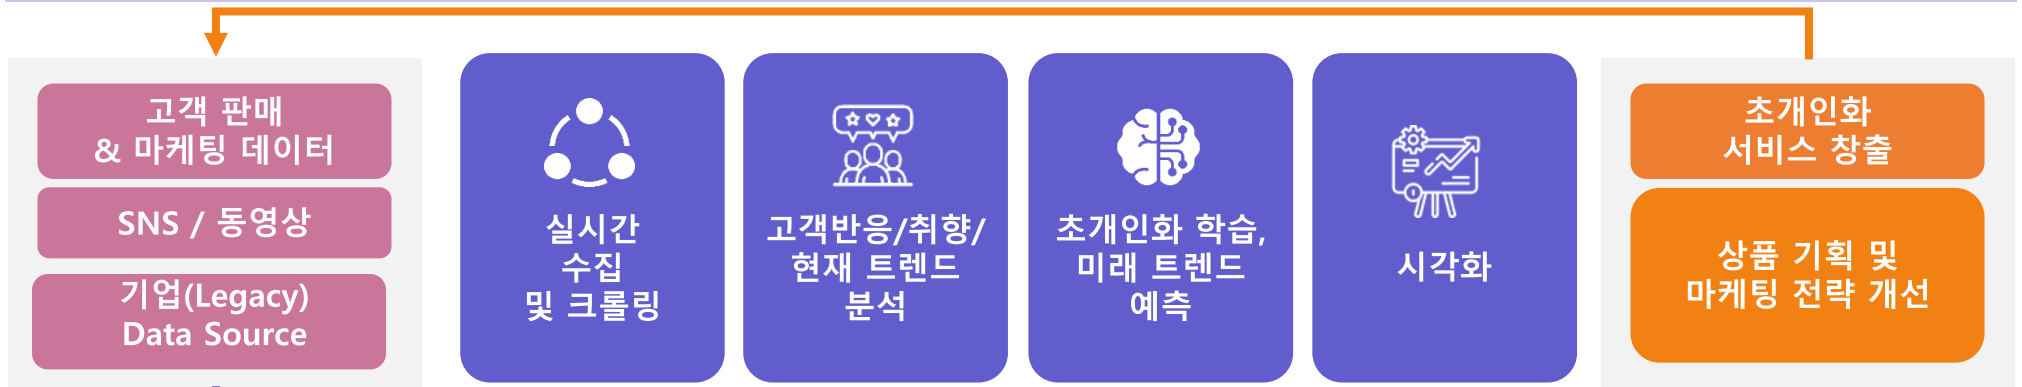 고객 판매
& 마케팅 데이터
SNS / 동영상
기업(Legacy)
Data Source
실시간
수집
및 크롤링
고객반응/취향/
현재 트렌드
분석
초개인화 학습,
미래 트렌드
예측
시각화
초개인화
서비스 창출
상품 기획 및
마케팅 전략 개선